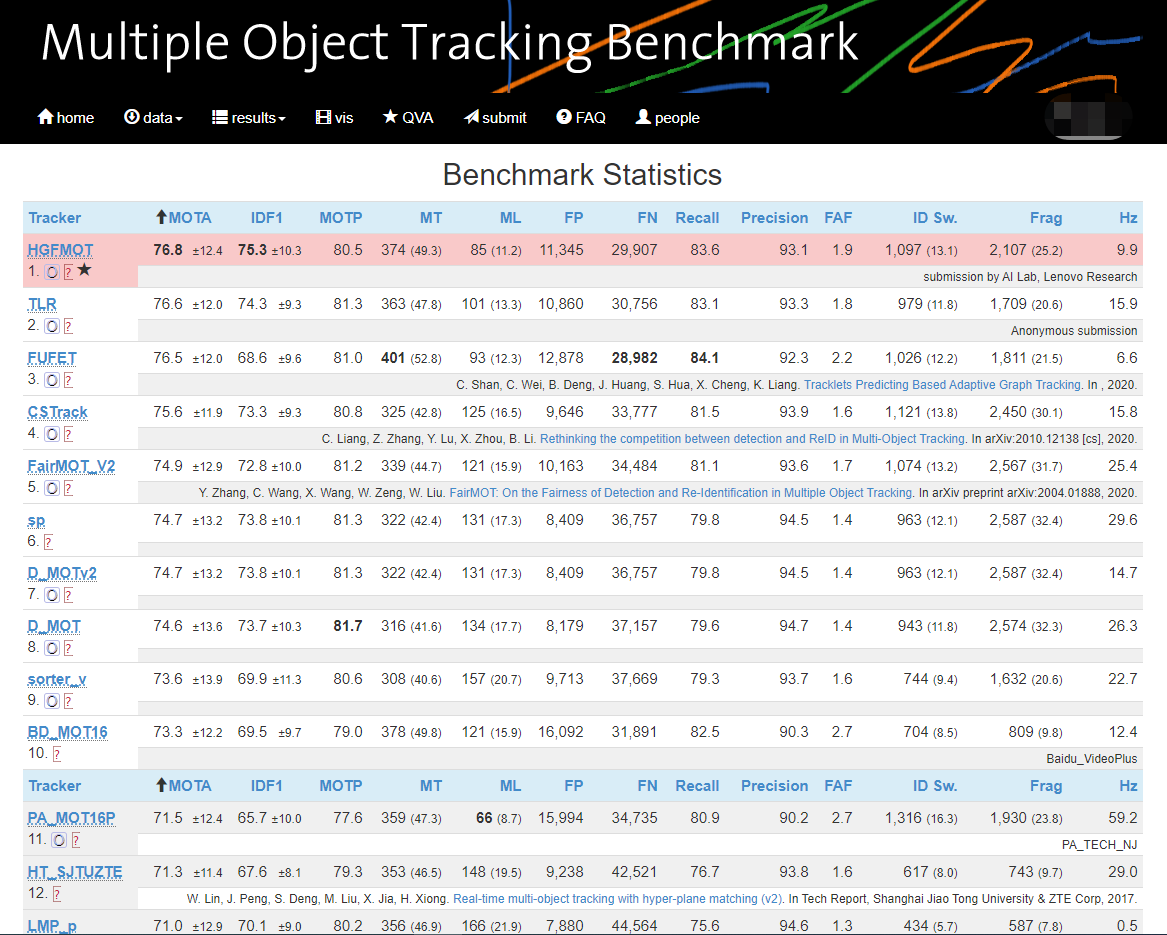 Multiple Object Tracking Benchmark
home data results vis QVA submit FAQ people
Benchmark Statistics
Tracker MOTA IDF1 MOTP MT ML FP FN Recall Precision FAF ID Sw. Frag Hz
HGFMOT 76.8 ±12.4 75.3 ±10.3 80.5 374 (49.3) 85 (11.2) 11,345 29,907 83.6 93.1 1.9 1,097 (13.1) 2,107 (25.2) 9.9
1. O ? ★ submission by AI Lab, Lenovo Research
TLR 76.6 ±12.0 74.3 ±9.3 81.3 363 (47.8) 101 (13.3) 10,860 30,756 83.1 93.3 1.8 979 (11.8) 1,709 (20.6) 15.9
2. O ? Anonymous submission
FUFET 76.5 ±12.0 68.6 ±9.6 81.0 401 (52.8) 93 (12.3) 12,878 28,982 84.1 92.3 2.2 1,026 (12.2) 1,811 (21.5) 6.6
3. O ? C. Shan, C. Wei, B. Deng, J. Huang, S. Hua, X. Cheng, K. Liang. Tracklets Predicting Based Adaptive Graph Tracking. In , 2020.
CSTrack 75.6 ±11.9 73.3 ±9.3 80.8 325 (42.8) 125 (16.5) 9,646 33,777 81.5 93.9 1.6 1,121 (13.8) 2,450 (30.1) 15.8
4. O ? C. Liang, Z. Zhang, Y. Lu, X. Zhou, B. Li. Rethinking the competition between detection and ReID in Multi-Object Tracking. In arXiv:2010.12138 [cs], 2020.
FairMOT_V2 74.9 ±12.9 72.8 ±10.0 81.2 339 (44.7) 121 (15.9) 10,163 34,484 81.1 93.6 1.7 1,074 (13.2) 2,567 (31.7) 25.4
5. O ? Y. Zhang, C. Wang, X. Wang, W. Zeng, W. Liu. FairMOT: On the Fairness of Detection and Re-Identification in Multiple Object Tracking. In arXiv preprint arXiv:2004.01888, 2020.
sp 74.7 ±13.2 73.8 ±10.1 81.3 322 (42.4) 131 (17.3) 8,409 36,757 79.8 94.5 1.4 963 (12.1) 2,587 (32.4) 29.6
6. ?
D_MOTv2 74.7 ±13.2 73.8 ±10.1 81.3 322 (42.4) 131 (17.3) 8,409 36,757 79.8 94.5 1.4 963 (12.1) 2,587 (32.4) 14.7
7. O ?
D_MOT 74.6 ±13.6 73.7 ±10.3 81.7 316 (41.6) 134 (17.7) 8,179 37,157 79.6 94.7 1.4 943 (11.8) 2,574 (32.3) 26.3
8. O ?
sorter_v 73.6 ±13.9 69.9 ±11.3 80.6 308 (40.6) 157 (20.7) 9,713 37,669 79.3 93.7 1.6 744 (9.4) 1,632 (20.6) 22.7
9. O ?
BD_MOT16 73.3 ±12.2 69.5 ±9.7 79.0 378 (49.8) 121 (15.9) 16,092 31,891 82.5 90.3 2.7 704 (8.5) 809 (9.8) 12.4
10. ? Baidu_VideoPlus
Tracker MOTA IDF1 MOTP MT ML FP FN Recall Precision FAF ID Sw. Frag Hz
PA_MOT16P 71.5 ±12.4 65.7 ±10.0 77.6 359 (47.3) 66 (8.7) 15,994 34,735 80.9 90.2 2.7 1,316 (16.3) 1,930 (23.8) 59.2
11. O ? PA_TECH_NJ
HT_SJTUZTE 71.3 ±11.4 67.6 ±8.1 79.3 353 (46.5) 148 (19.5) 9,238 42,521 76.7 93.8 1.6 617 (8.0) 743 (9.7) 29.0
12. ? W. Lin, J. Peng, S. Deng, M. Liu, X. Jia, H. Xiong. Real-time multi-object tracking with hyper-plane matching (v2). In Tech Report, Shanghai Jiao Tong University & ZTE Corp, 2017.
LMP_p 71.0 ±12.9 70.1 ±9.0 80.2 356 (46.9) 166 (21.9) 7,880 44,564 75.6 94.6 1.3 434 (5.7) 587 (7.8) 0.5